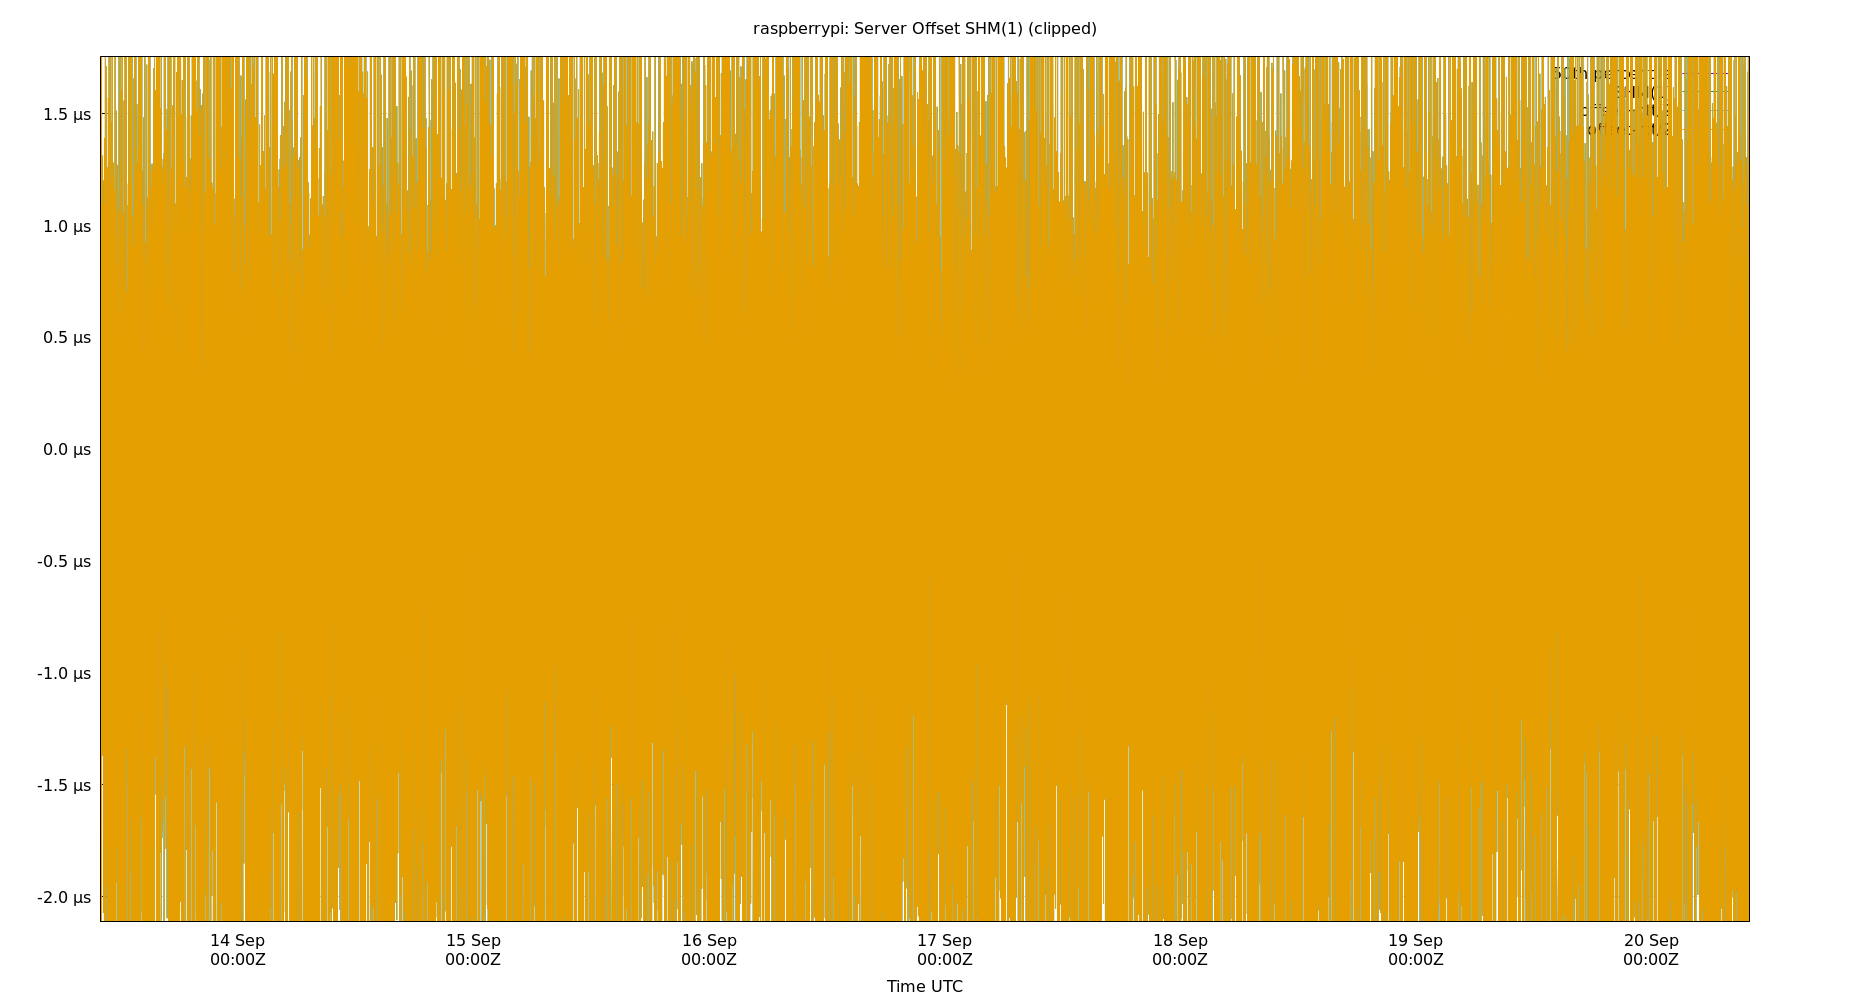 raspberrypi: Server Offset SHM(1) (clipped)
1.5 µs
1.0 µs
0.5 µs
0.0 µs
-0.5 µs
-1.0 µs
-1.5 µs
-2.0 µs
14 Sep 15 Sep 16 Sep 17 Sep 18 Sep 19 Sep 20 Sep
00:00Z 00:00Z 00:00Z 00:00Z 00:00Z 00:00Z 00:00Z
Time UTC